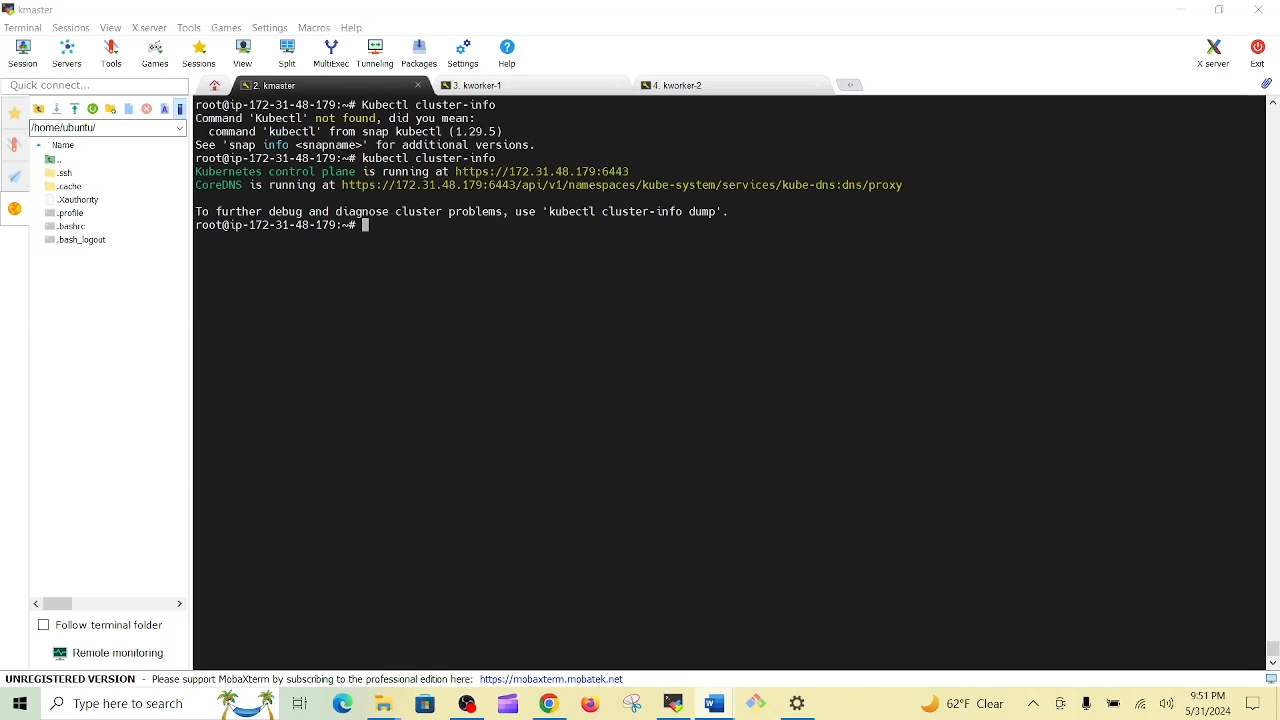 kmaster
Terminal Sessions View X server Tools Games Settings Macros Help
Session Servers Tools Games Sessions View Split MultiExec Tunneling Packages Settings Help X server Exit
Quick connect...
2. kmaster
3. kworker-1
4. kworker-2
/home/ubuntu/
Name
..
.ssh
.cache
.Xauthority
.profile
.bashrc
.bash_logout
Follow terminal folder
Remote monitoring
root@ip-172-31-48-179:~# Kubectl cluster-info
Command 'Kubectl' not found, did you mean:
command 'kubectl' from snap kubectl (1.29.5)
See 'snap info <snapname>' for additional versions.
root@ip-172-31-48-179:~# kubectl cluster-info
Kubernetes control plane is running at https://172.31.48.179:6443
CoreDNS is running at https://172.31.48.179:6443/api/v1/namespaces/kube-system/services/kube-dns:dns/proxy
To further debug and diagnose cluster problems, use 'kubectl cluster-info dump'.
root@ip-172-31-48-179:~#
UNREGISTERED VERSION - Please support MobaXterm by subscribing to the professional edition here: https://mobaxterm.mobatek.net
Type here to search
62°F Clear
9:51 PM
5/31/2024